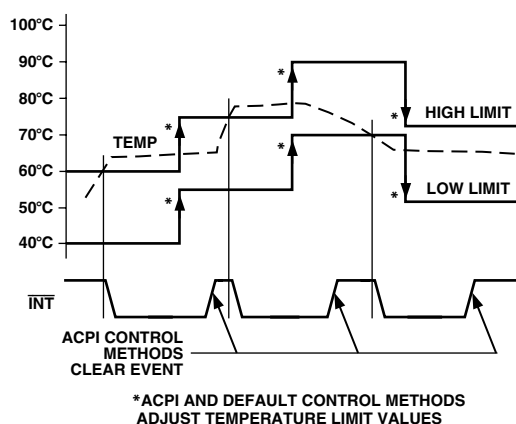 100°C
90°C
80°C
70°C
60°C
50°C
40°C
TEMP
*
*
*
*
*
*
HIGH LIMIT
LOW LIMIT
INT
ACPI CONTROL
METHODS
CLEAR EVENT
*ACPI AND DEFAULT CONTROL METHODS
ADJUST TEMPERATURE LIMIT VALUES